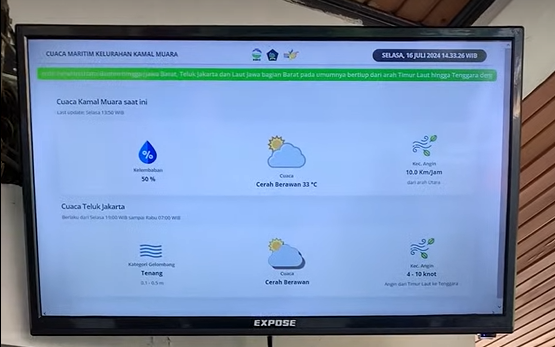 CUACA MARITIM KELURAHAN KAMAL MUARA
SELASA, 16 JULI 2024 14.33.26 WIB
Jawa Barat, Teluk Jakarta dan Laut Jawa bagian Barat pada umumnya bertiup dari arah Timur Laut hingga Tenggara
Cuaca Kamal Muara saat ini
Last update: Selasa 13:50 WIB
Kelembaban
50 %
Cuaca
Cerah Berawan 33 °C
Kec. Angin
10.0 Km/Jam
dari arah Utara
Cuaca Teluk Jakarta
Berlaku dari Selasa 19:00 WIB sampai Rabu 07:00 WIB
Kategori Gelombang
Tenang
0.1 - 0.5 m
Cuaca
Cerah Berawan
Kec. Angin
4 - 10 knot
Angin dari Timur Laut ke Tenggara
EXPOSE